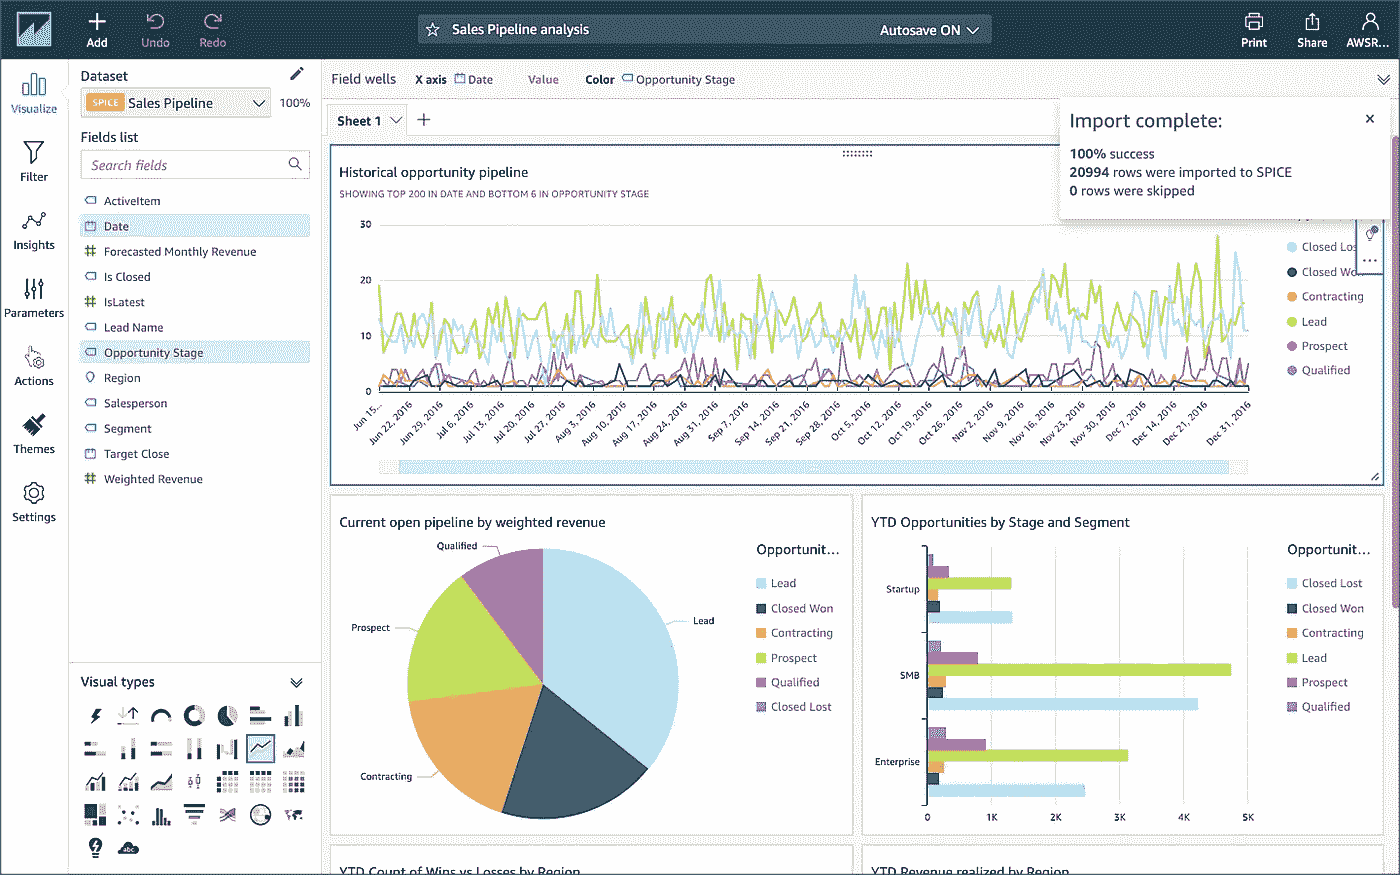 Add
Undo
Redo
Sales Pipeline analysis
Autosave ON
Print
Share
AWSR...
Visualize
Filter
Insights
Parameters
Actions
Themes
Settings
Dataset
SPICE Sales Pipeline 100%
Fields list
Search fields
ActiveItem
Date
Forecasted Monthly Revenue
Is Closed
IsLatest
Lead Name
Opportunity Stage
Region
Salesperson
Segment
Target Close
Weighted Revenue
Visual types
abc
Field wells X axis Date Value Color Opportunity Stage
Sheet 1
Import complete:
100% success
20994 rows were imported to SPICE
0 rows were skipped
Historical opportunity pipeline
SHOWING TOP 200 IN DATE AND BOTTOM 6 IN OPPORTUNITY STAGE
30
20
10
0
Jun 15...
Jun 22, 2016
Jun 29, 2016
Jul 6, 2016
Jul 13, 2016
Jul 20, 2016
Jul 27, 2016
Aug 3, 2016
Aug 10, 2016
Aug 17, 2016
Aug 24, 2016
Aug 31, 2016
Sep 7, 2016
Sep 14, 2016
Sep 21, 2016
Sep 28, 2016
Oct 5, 2016
Oct 12, 2016
Oct 19, 2016
Oct 26, 2016
Nov 2, 2016
Nov 9, 2016
Nov 16, 2016
Nov 23, 2016
Nov 30, 2016
Dec 7, 2016
Dec 14, 2016
Dec 21, 2016
Dec 31, 2016
Closed Los
Closed Wo
Contracting
Lead
Prospect
Qualified
Current open pipeline by weighted revenue
Qualified
Lead
Prospect
Contracting
Opportunit...
Lead
Closed Won
Contracting
Prospect
Qualified
Closed Lost
YTD Opportunities by Stage and Segment
Startup
SMB
Enterprise
0 1K 2K 3K 4K 5K
Opportunit...
Closed Lost
Closed Won
Contracting
Lead
Prospect
Qualified
YTD Count of Wins vs Losses by Region
YTD Revenue realized by Region